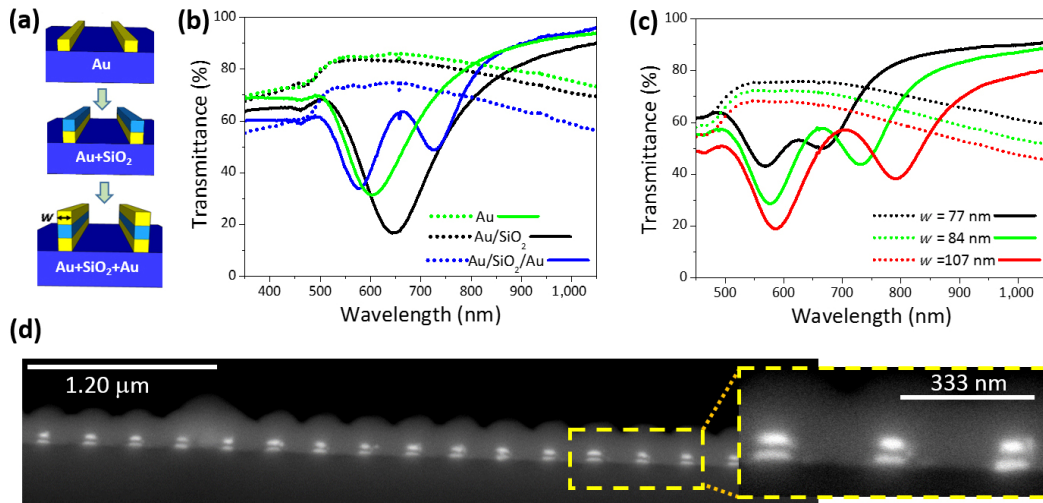 (a)
Au
Au+SiO₂
w
Au+SiO₂+Au
(b)
Transmittance (%)
100
80
60
40
20
0
Au
Au/SiO₂
Au/SiO₂/Au
400 500 600 700 800 900 1,000
Wavelength (nm)
(c)
Transmittance (%)
100
80
60
40
20
0
w = 77 nm
w = 84 nm
w =107 nm
500 600 700 800 900 1,000
Wavelength (nm)
(d)
1.20 μm
333 nm